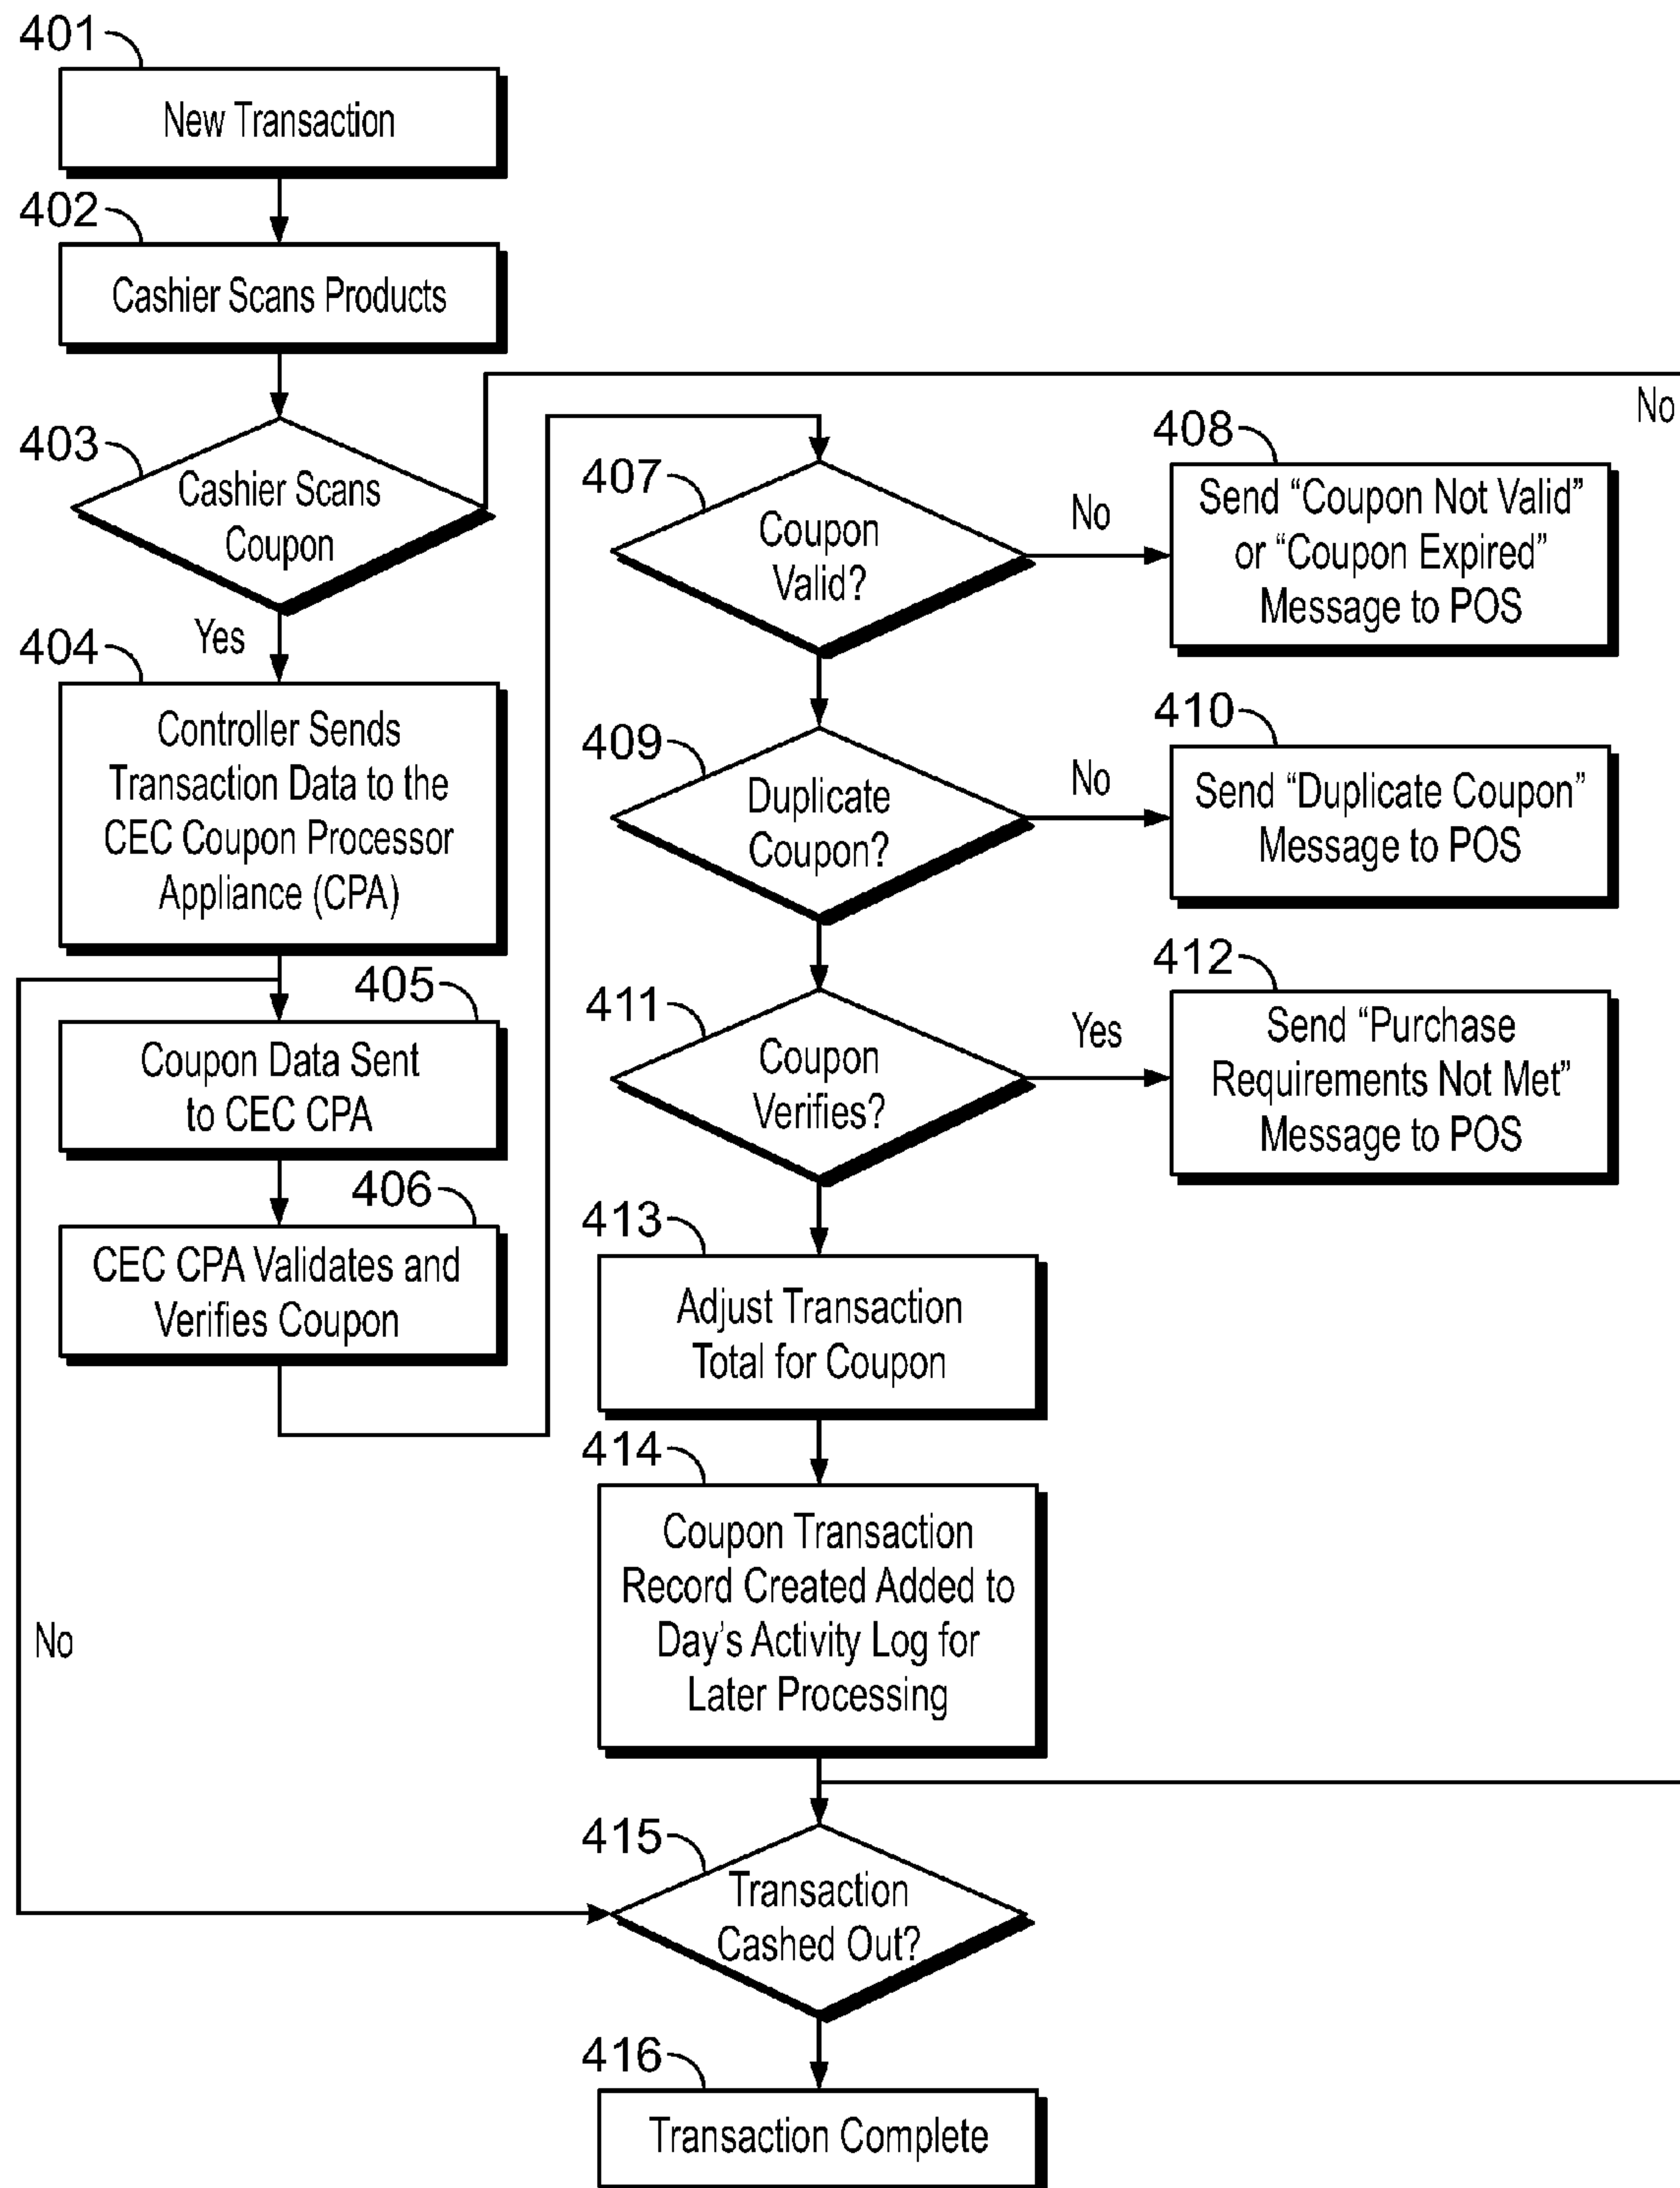 401
New Transaction
402
Cashier Scans Products
403
Cashier Scans
Coupon
No
Yes
404
Controller Sends
Transaction Data to the
CEC Coupon Processor
Appliance (CPA)
405
Coupon Data Sent
to CEC CPA
406
CEC CPA Validates and
Verifies Coupon
No
407
Coupon
Valid?
No
408
Send “Coupon Not Valid”
or “Coupon Expired”
Message to POS
409
Duplicate
Coupon?
No
410
Send “Duplicate Coupon”
Message to POS
411
Coupon
Verifies?
Yes
412
Send “Purchase
Requirements Not Met”
Message to POS
413
Adjust Transaction
Total for Coupon
414
Coupon Transaction
Record Created Added to
Day’s Activity Log for
Later Processing
415
Transaction
Cashed Out?
416
Transaction Complete